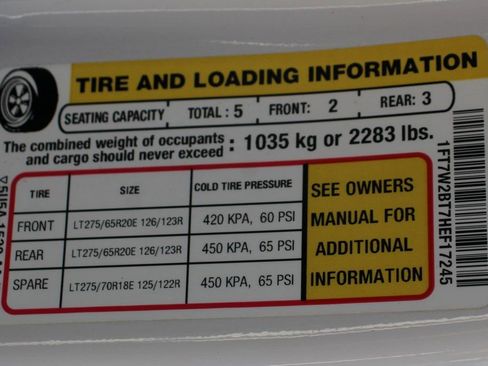 TIRE AND LOADING INFORMATION
SEATING CAPACITY TOTAL : 5 FRONT: 2 REAR: 3
The combined weight of occupants and cargo should never exceed : 1035 kg or 2283 lbs.
TIRE SIZE COLD TIRE PRESSURE
FRONT LT275/65R20E 126/123R 420 KPA, 60 PSI
REAR LT275/65R20E 126/123R 450 KPA, 65 PSI
SPARE LT275/70R18E 125/122R 450 KPA, 65 PSI
SEE OWNERS
MANUAL FOR
ADDITIONAL
INFORMATION
1FT7W2BT7HEF17245